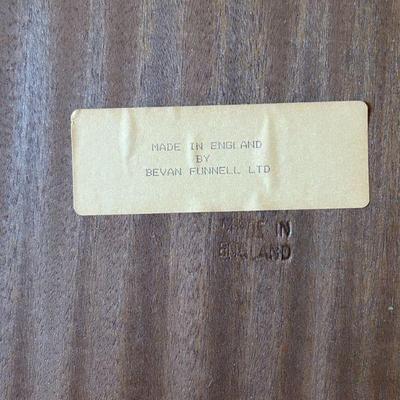 MADE IN ENGLAND
BY
BEVAN FUNNELL LTD
MADE IN
ENGLAND